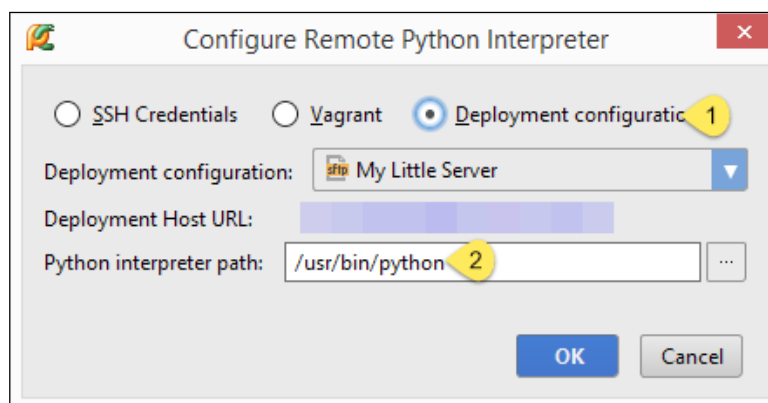 Configure Remote Python Interpreter
SSH Credentials Vagrant Deployment configuratio 1
Deployment configuration: sftp My Little Server
Deployment Host URL:
Python interpreter path: /usr/bin/python 2 ...
OK Cancel